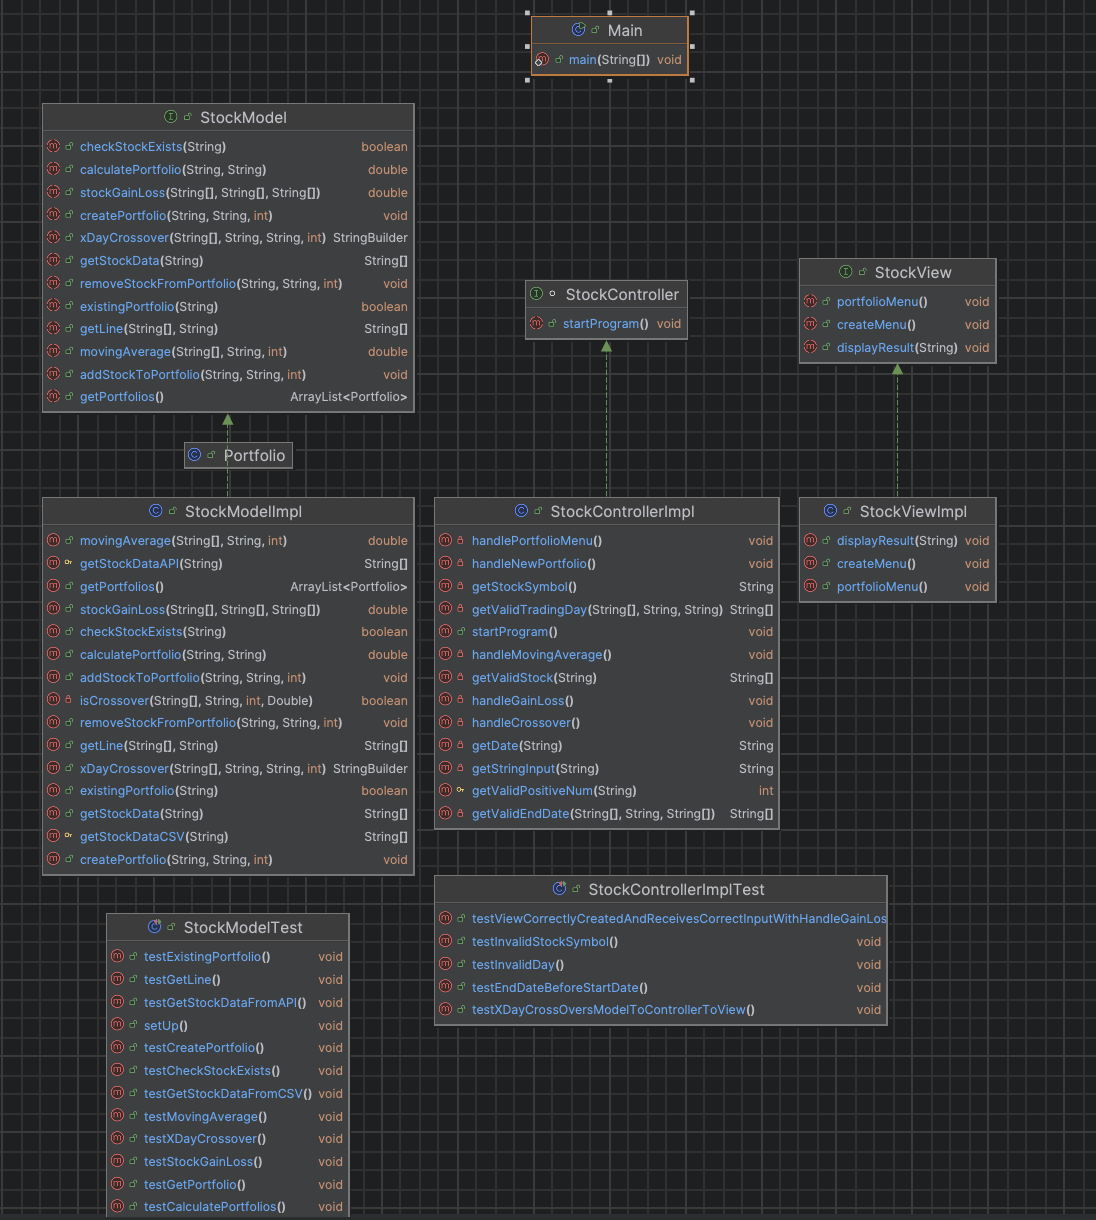 Main
main(String[]) void
StockModel
checkStockExists(String) boolean
calculatePortfolio(String, String) double
stockGainLoss(String[], String[], String[]) double
createPortfolio(String, String, int) void
xDayCrossover(String[], String, String, int) StringBuilder
getStockData(String) String[]
removeStockFromPortfolio(String, String, int) void
existingPortfolio(String) boolean
getLine(String[], String) String[]
movingAverage(String[], String, int) double
addStockToPortfolio(String, String, int) void
getPortfolios() ArrayList<Portfolio>
StockController
startProgram() void
StockView
portfolioMenu() void
createMenu() void
displayResult(String) void
Portfolio
StockModelImpl
movingAverage(String[], String, int) double
getStockDataAPI(String) String[]
getPortfolios() ArrayList<Portfolio>
stockGainLoss(String[], String[], String[]) double
checkStockExists(String) boolean
calculatePortfolio(String, String) double
addStockToPortfolio(String, String, int) void
isCrossover(String[], String, int, Double) boolean
removeStockFromPortfolio(String, String, int) void
getLine(String[], String) String[]
xDayCrossover(String[], String, String, int) StringBuilder
existingPortfolio(String) boolean
getStockData(String) String[]
getStockDataCSV(String) String[]
createPortfolio(String, String, int) void
StockControllerImpl
handlePortfolioMenu() void
handleNewPortfolio() void
getStockSymbol() String
getValidTradingDay(String[], String, String) String[]
startProgram() void
handleMovingAverage() void
getValidStock(String) String[]
handleGainLoss() void
handleCrossover() void
getDate(String) String
getStringInput(String) String
getValidPositiveNum(String) int
getValidEndDate(String[], String, String[]) String[]
StockViewImpl
displayResult(String) void
createMenu() void
portfolioMenu() void
StockControllerImplTest
testViewCorrectlyCreatedAndReceivesCorrectInputWithHandleGainLos
testInvalidStockSymbol() void
testInvalidDay() void
testEndDateBeforeStartDate() void
testXDayCrossOversModelToControllerToView() void
StockModelTest
testExistingPortfolio() void
testGetLine() void
testGetStockDataFromAPI() void
setUp() void
testCreatePortfolio() void
testCheckStockExists() void
testGetStockDataFromCSV() void
testMovingAverage() void
testXDayCrossover() void
testStockGainLoss() void
testGetPortfolio() void
testCalculatePortfolios() void